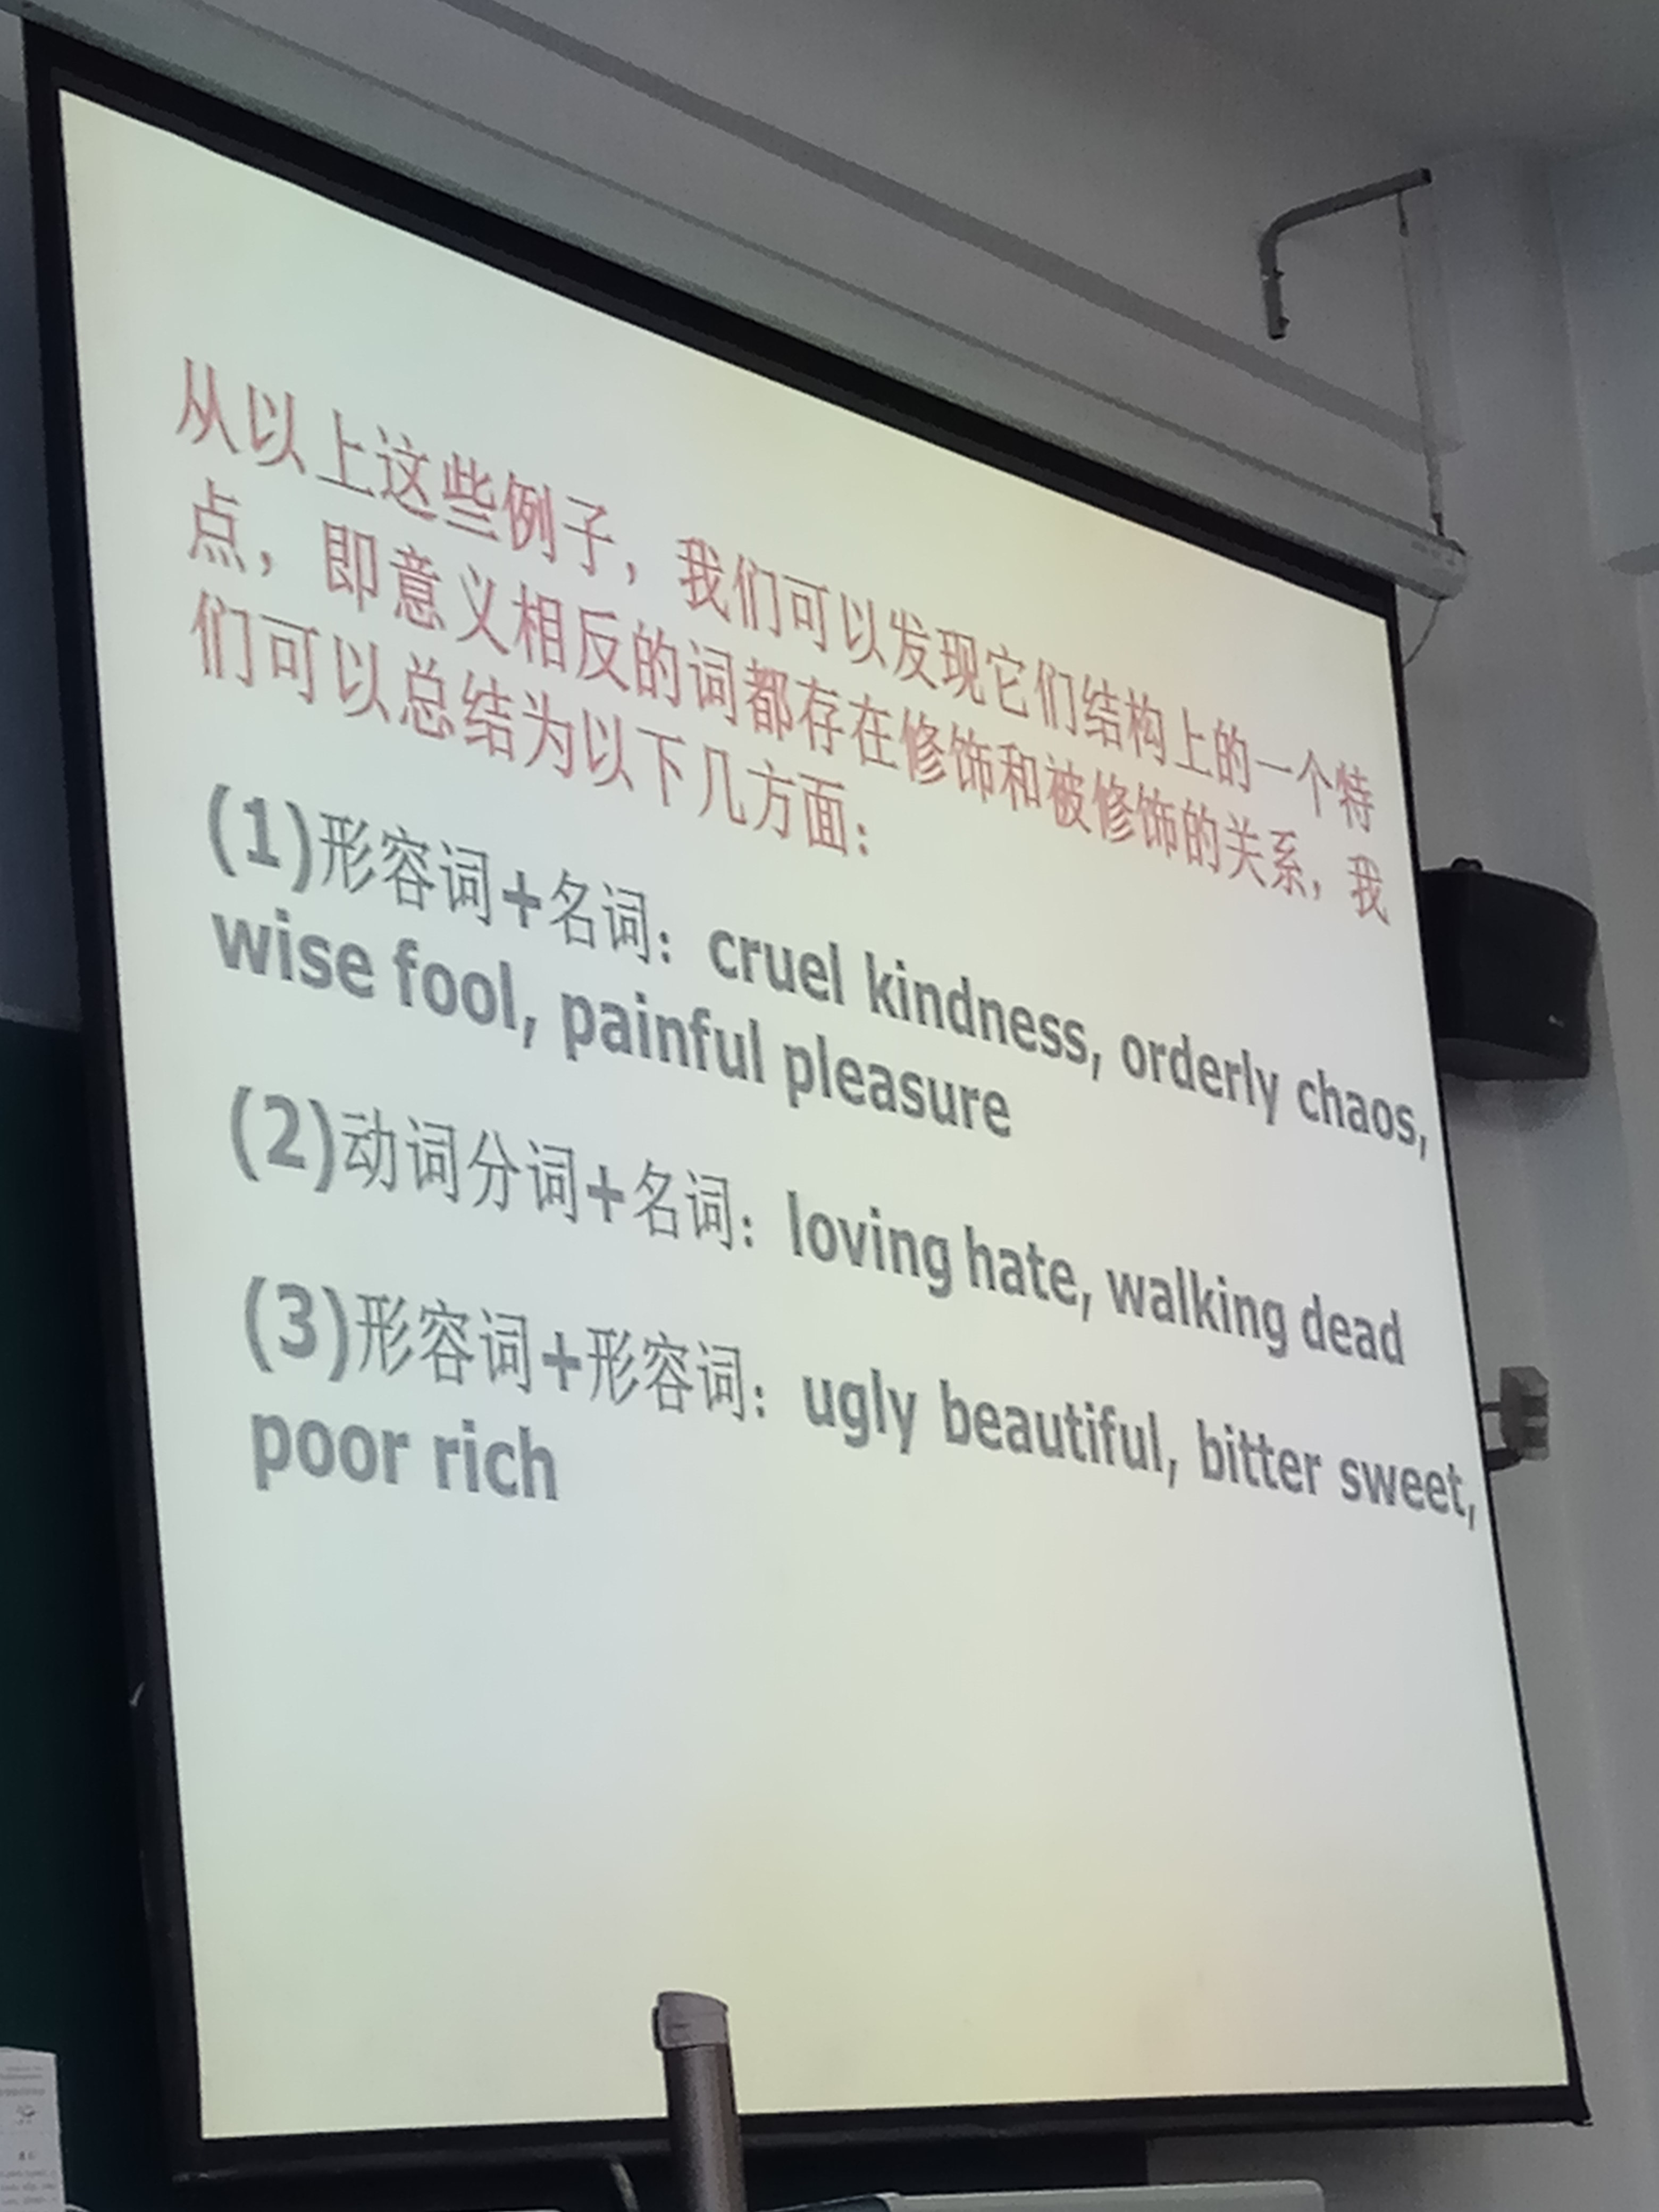 从以上这些例子，我们可以发现它们结构上的一个特
点，即意义相反的词都存在修饰和被修饰的关系，我
们可以总结为以下几方面：
(1)形容词+名词：cruel kindness, orderly chaos,
wise fool, painful pleasure
(2)动词分词+名词：loving hate, walking dead
(3)形容词+形容词：ugly beautiful, bitter sweet,
poor rich